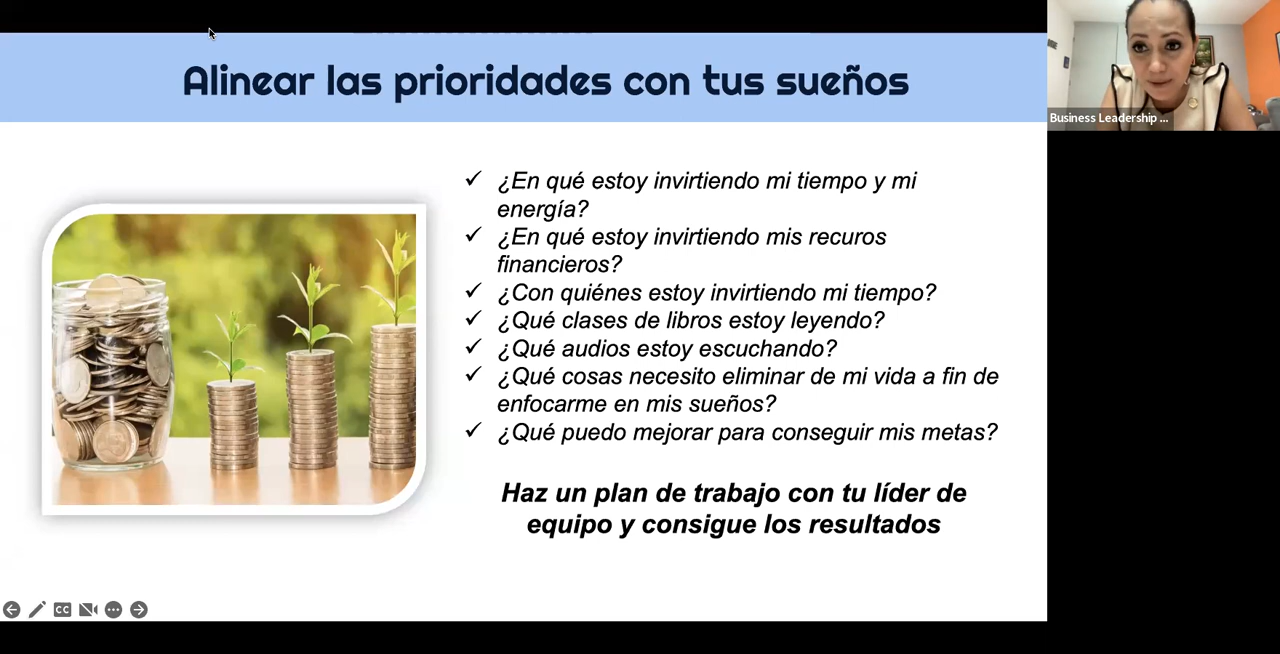 Alinear las prioridades con tus sueños
Business Leadership ...
✓ ¿En qué estoy invirtiendo mi tiempo y mi
energía?
✓ ¿En qué estoy invirtiendo mis recuros
financieros?
✓ ¿Con quiénes estoy invirtiendo mi tiempo?
✓ ¿Qué clases de libros estoy leyendo?
✓ ¿Qué audios estoy escuchando?
✓ ¿Qué cosas necesito eliminar de mi vida a fin de
enfocarme en mis sueños?
✓ ¿Qué puedo mejorar para conseguir mis metas?
Haz un plan de trabajo con tu líder de
equipo y consigue los resultados
CC